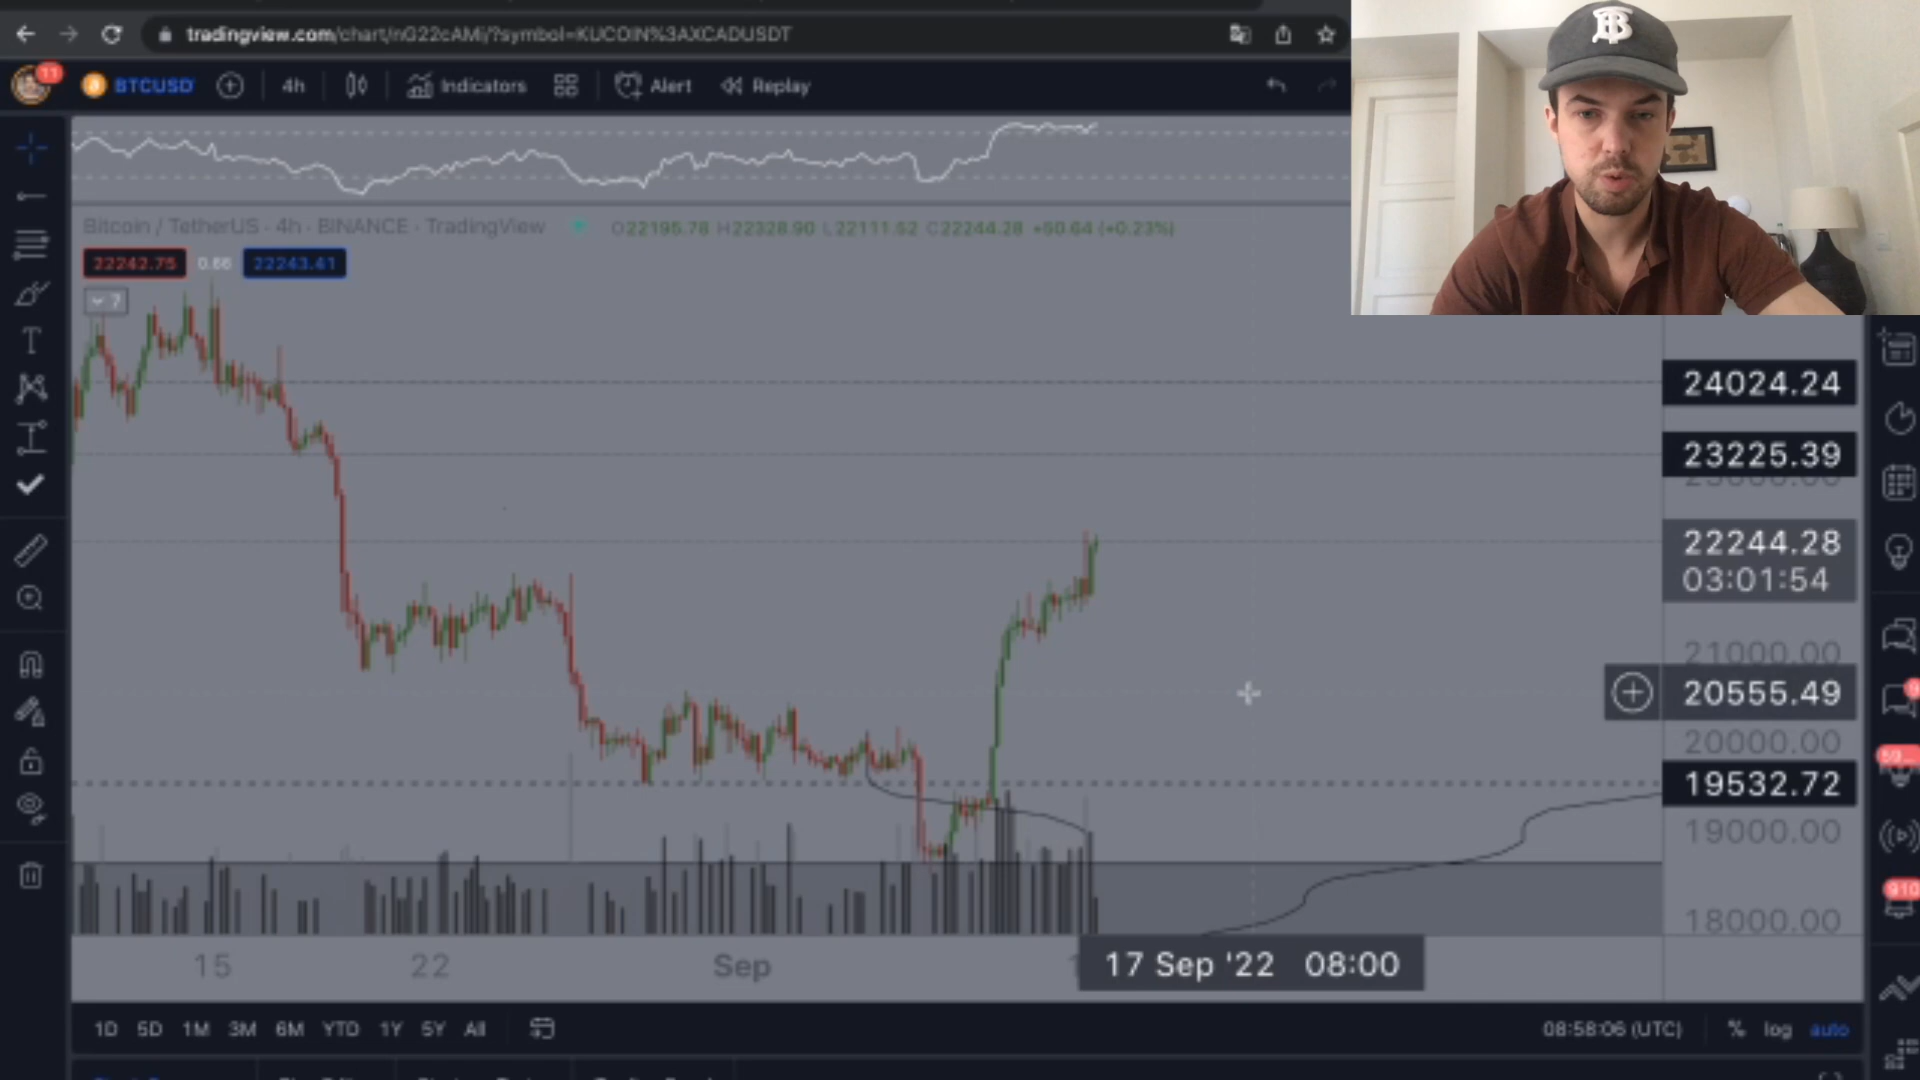 tradingview.com/chart/nG22cAMi/?symbol=KUCOIN%3AXCADUSDT
11 BTCUSD 4h Indicators Alert Replay
Bitcoin / TetherUS · 4h · BINANCE · TradingView O22195.78 H22328.90 L22111.52 C22244.28 +50.64 (+0.23%)
22242.75 0.66 22243.41
7
24024.24
23225.39
22244.28
03:01:54
21000.00
20555.49
20000.00
19532.72
19000.00
910
18000.00
15 22 Sep 17 Sep '22 08:00
1D 5D 1M 3M 6M YTD 1Y 5Y All 08:58:06 (UTC) % log auto